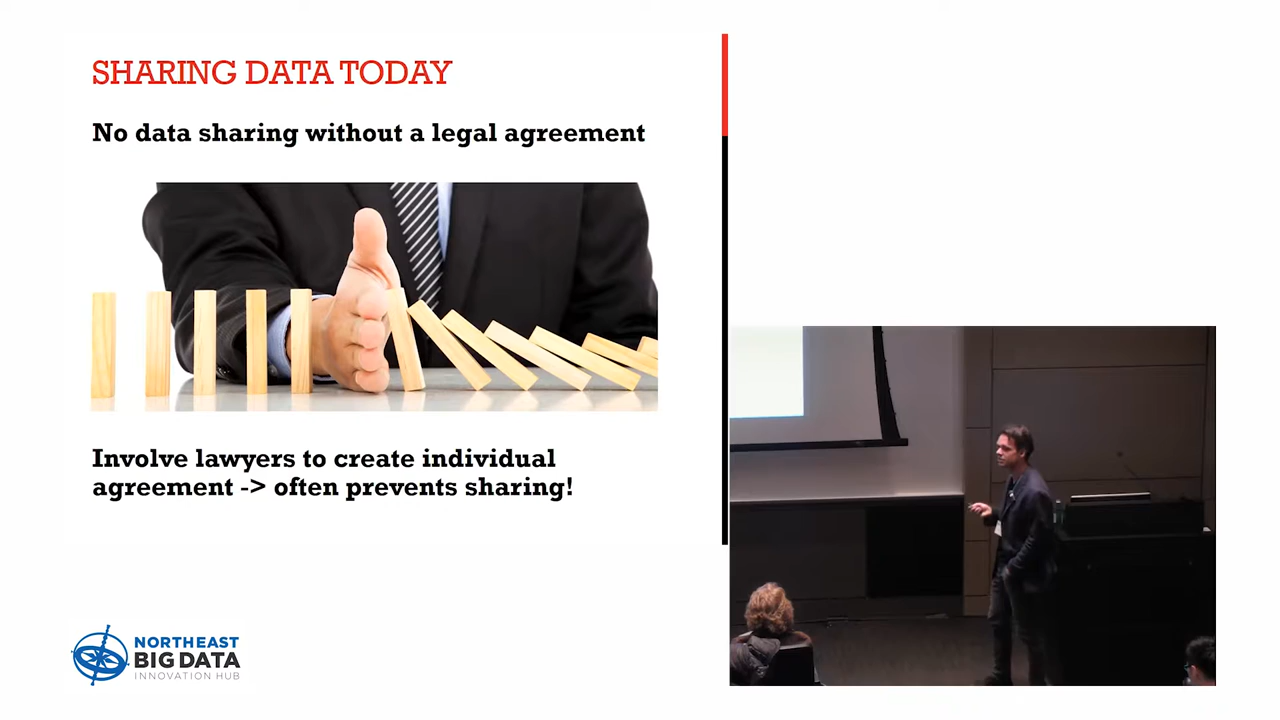 SHARING DATA TODAY
No data sharing without a legal agreement
Involve lawyers to create individual
agreement -> often prevents sharing!
NORTHEAST
BIG DATA
INNOVATION HUB